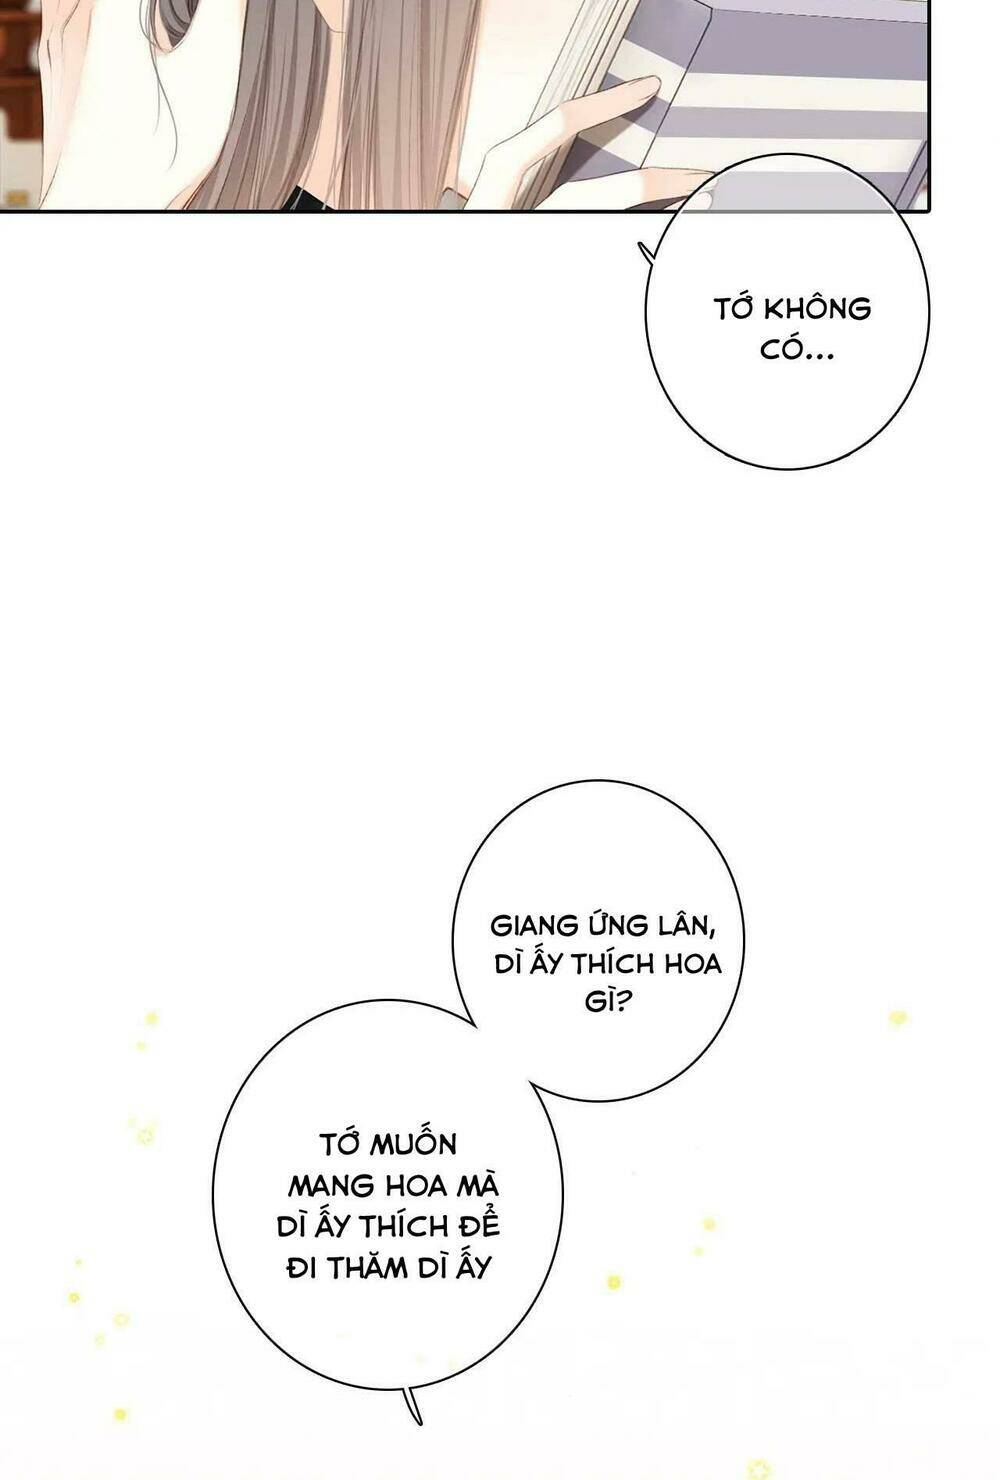 TỚ KHÔNG
CÓ...
GIANG ỨNG LÂN,
DÌ ẤY THÍCH HOA
GÌ?
TỚ MUỐN
MANG HOA MÀ
DÌ ẤY THÍCH ĐỂ
ĐI THĂM DÌ ẤY